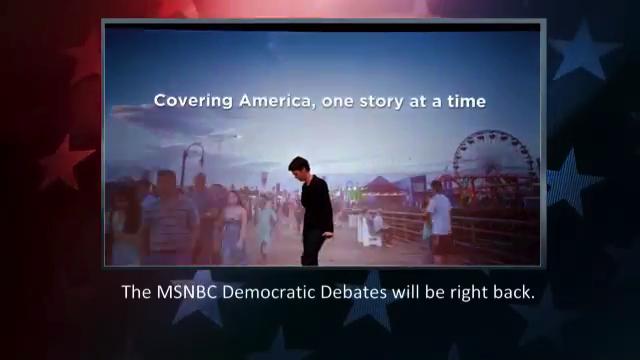 Covering America, one story at a time
The MSNBC Democratic Debates will be right back.